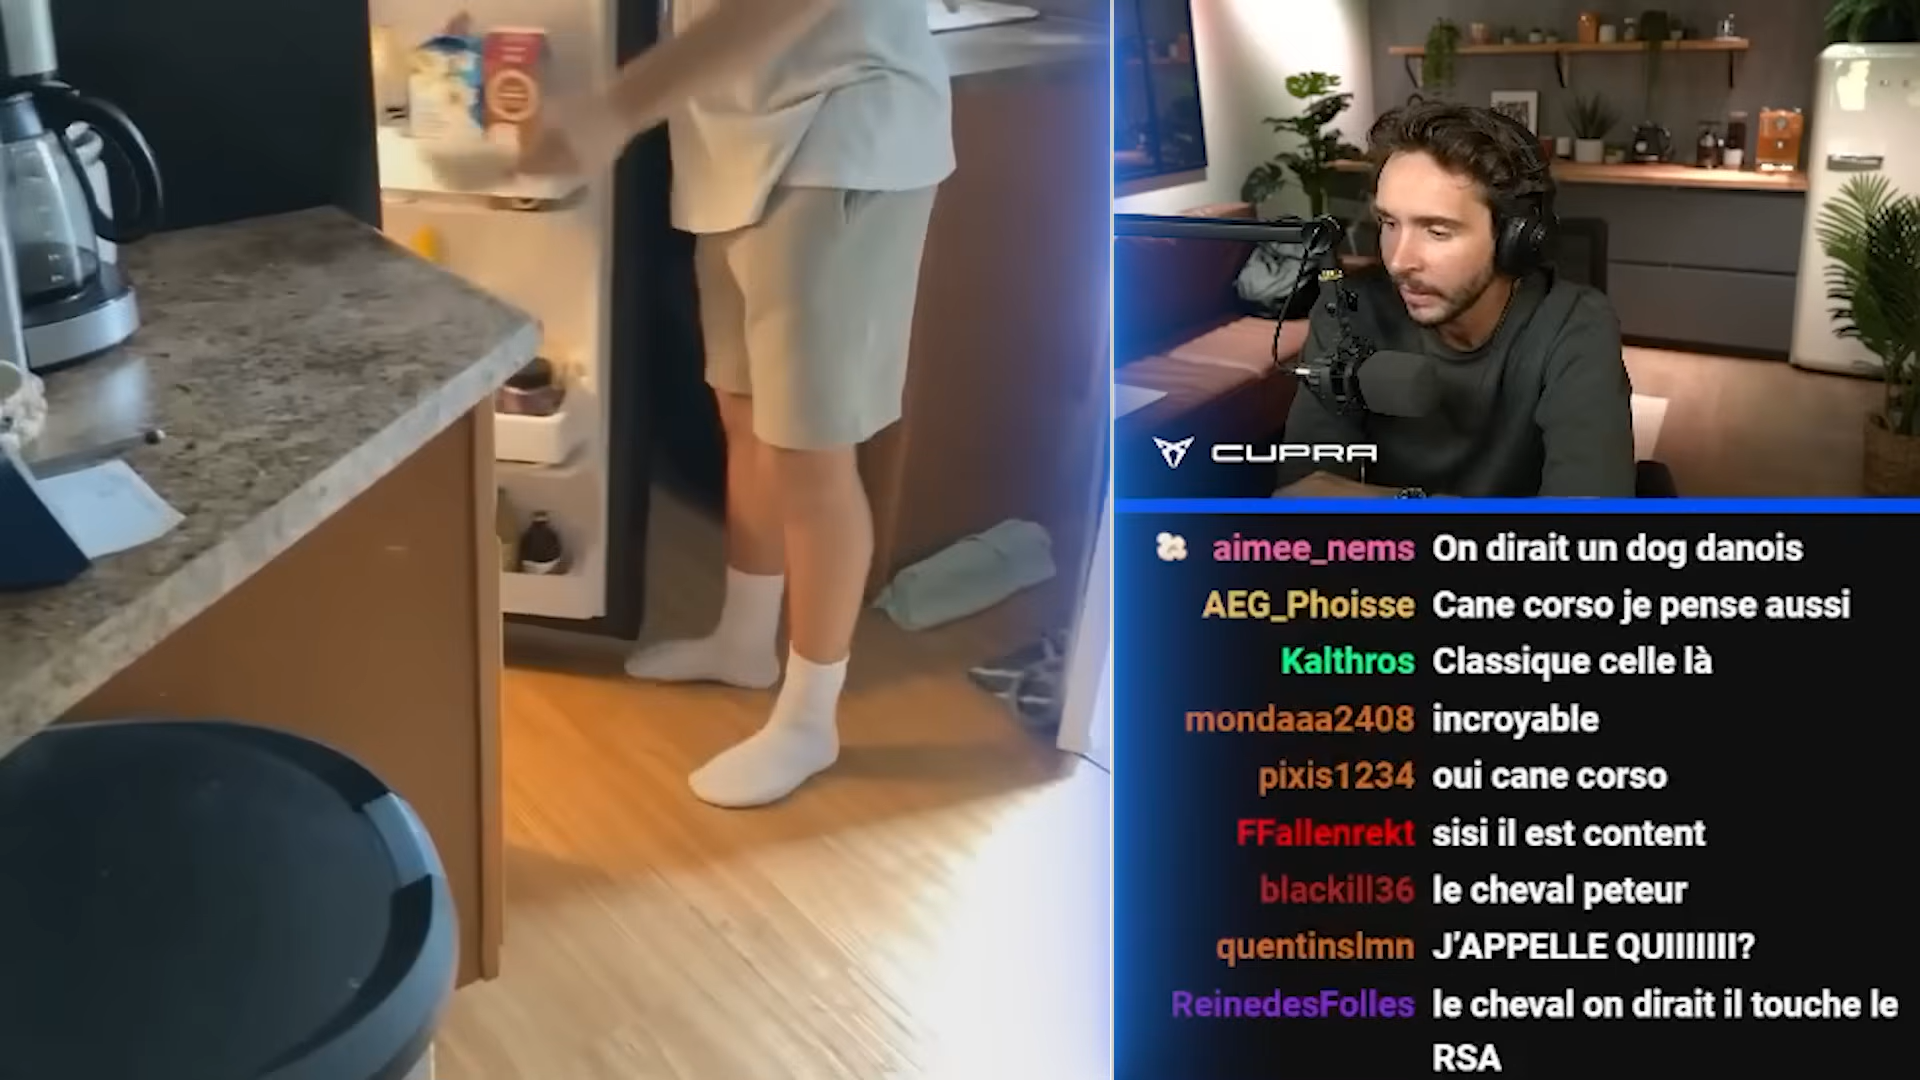 CUPRA
aimee_nems On dirait un dog danois
AEG_Phoisse Cane corso je pense aussi
Kalthros Classique celle là
mondaaa2408 incroyable
pixis1234 oui cane corso
FFallenrekt sisi il est content
blackill36 le cheval peteur
quentinslmn J'APPELLE QUIIIIIII?
ReinedesFolles le cheval on dirait il touche le
RSA